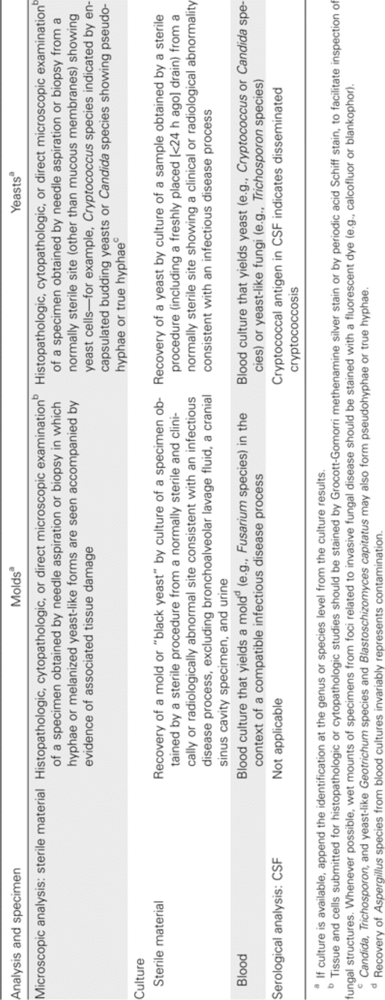 Analysis and specimen Molds^a Yeasts^a
Microscopic analysis: sterile material
Histopathologic, cytopathologic, or direct microscopic examination^b
of a specimen obtained by needle aspiration or biopsy in which
hyphae or melanized yeast-like forms are seen accompanied by
evidence of associated tissue damage
Histopathologic, cytopathologic, or direct microscopic examination^b
of a specimen obtained by needle aspiration or biopsy from a
normally sterile site (other than mucous membranes) showing
yeast cells—for example, Cryptococcus species indicated by en-
capsulated budding yeasts or Candida species showing pseudo-
hyphae or true hyphae^c
Culture
Sterile material
Recovery of a mold or “black yeast” by culture of a specimen ob-
tained by a sterile procedure from a normally sterile and clini-
cally or radiologically abnormal site consistent with an infectious
disease process, excluding bronchoalveolar lavage fluid, a cranial
sinus cavity specimen, and urine
Recovery of a yeast by culture of a sample obtained by a sterile
procedure (including a freshly placed [<24 h ago] drain) from a
normally sterile site showing a clinical or radiological abnormality
consistent with an infectious disease process
Blood
Blood culture that yields a mold^d (e.g., Fusarium species) in the
context of a compatible infectious disease process
Blood culture that yields yeast (e.g., Cryptococcus or Candida spe-
cies) or yeast-like fungi (e.g., Trichosporon species)
Serological analysis: CSF
Not applicable
Cryptococcal antigen in CSF indicates disseminated
cryptococcosis
^a If culture is available, append the identification at the genus or species level from the culture results.
^b Tissue and cells submitted for histopathologic or cytopathologic studies should be stained by Grocott-Gomorri methenamine silver stain or by periodic acid Schiff stain, to facilitate inspection of
fungal structures. Whenever possible, wet mounts of specimens from foci related to invasive fungal disease should be stained with a fluorescent dye (e.g., calcofluor or blankophor).
^c Candida, Trichosporon, and yeast-like Geotrichum species and Blastoschizomyces capitatus may also form pseudohyphae or true hyphae.
^d Recovery of Aspergillus species from blood cultures invariably represents contamination.